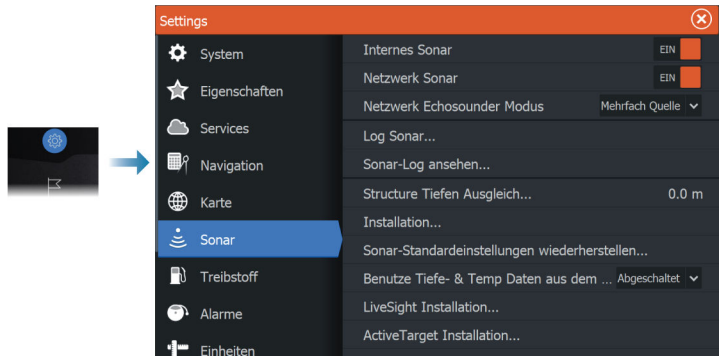 Settings
System
Eigenschaften
Services
Navigation
Karte
Sonar
Treibstoff
Alarme
Einheiten
Internes Sonar EIN
Netzwerk Sonar EIN
Netzwerk Echosounder Modus Mehrfach Quelle
Log Sonar...
Sonar-Log ansehen...
Structure Tiefen Ausgleich... 0.0 m
Installation...
Sonar-Standardeinstellungen wiederherstellen...
Benutze Tiefe- & Temp Daten aus dem ... Abgeschaltet
LiveSight Installation...
ActiveTarget Installation...